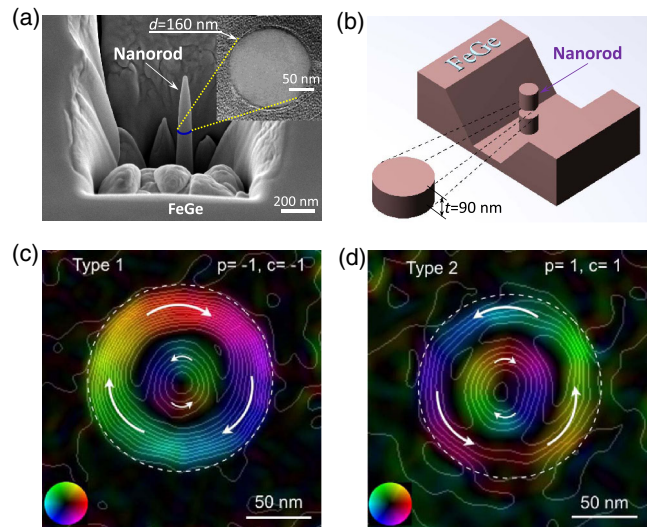 (a)
d=160 nm
Nanorod
50 nm
FeGe
200 nm
(b)
FeGe
Nanorod
t=90 nm
(c)
Type 1
p= -1, c= -1
50 nm
(d)
Type 2
p= 1, c= 1
50 nm